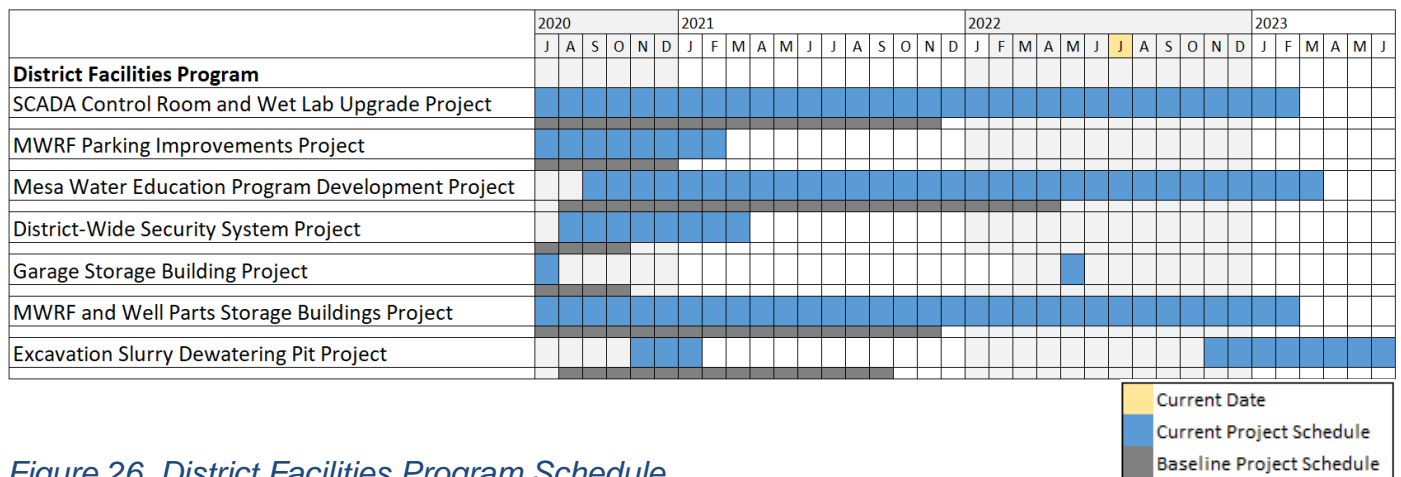 2020 2021 2022 2023
J A S O N D J F M A M J J A S O N D J F M A M J J A S O N D J F M A M J
District Facilities Program
SCADA Control Room and Wet Lab Upgrade Project
MWRF Parking Improvements Project
Mesa Water Education Program Development Project
District-Wide Security System Project
Garage Storage Building Project
MWRF and Well Parts Storage Buildings Project
Excavation Slurry Dewatering Pit Project
Current Date
Current Project Schedule
Baseline Project Schedule
Figure 26. District Facilities Program Schedule